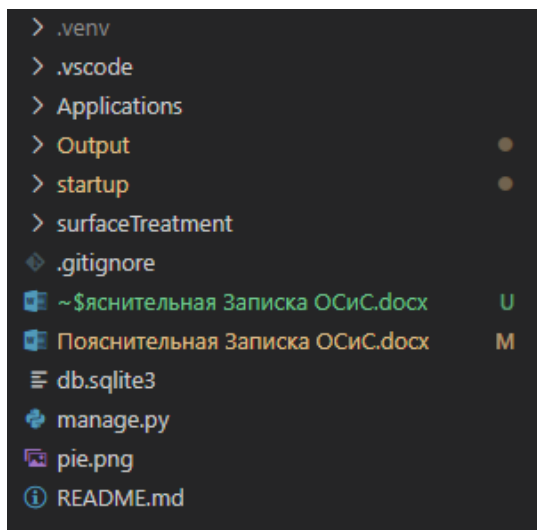 .venv
.vscode
Applications
Output
startup
surfaceTreatment
.gitignore
~$яснительная Записка ОСиС.docx U
Пояснительная Записка ОСиС.docx M
db.sqlite3
manage.py
pie.png
README.md